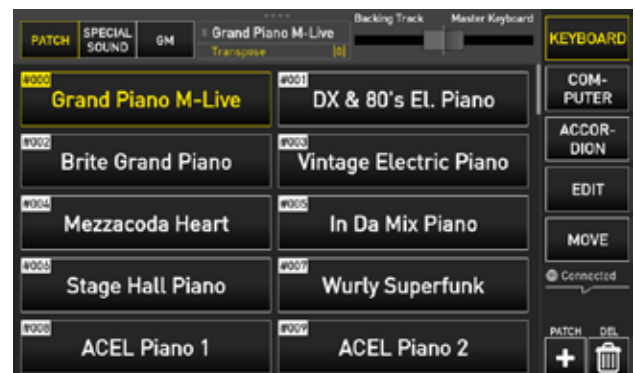 Backing Track Master Keyboard
PATCH
SPECIAL
SOUND
GM
Grand Piano M-Live
Transpose [0]
KEYBOARD
#000
Grand Piano M-Live
#001
DX & 80's El. Piano
COM-
PUTER
#002
Brite Grand Piano
#003
Vintage Electric Piano
ACCOR-
DION
#004
Mezzacoda Heart
#005
In Da Mix Piano
EDIT
MOVE
#006
Stage Hall Piano
#007
Wurly Superfunk
Connected
#008
ACEL Piano 1
#009
ACEL Piano 2
PATCH DEL
+